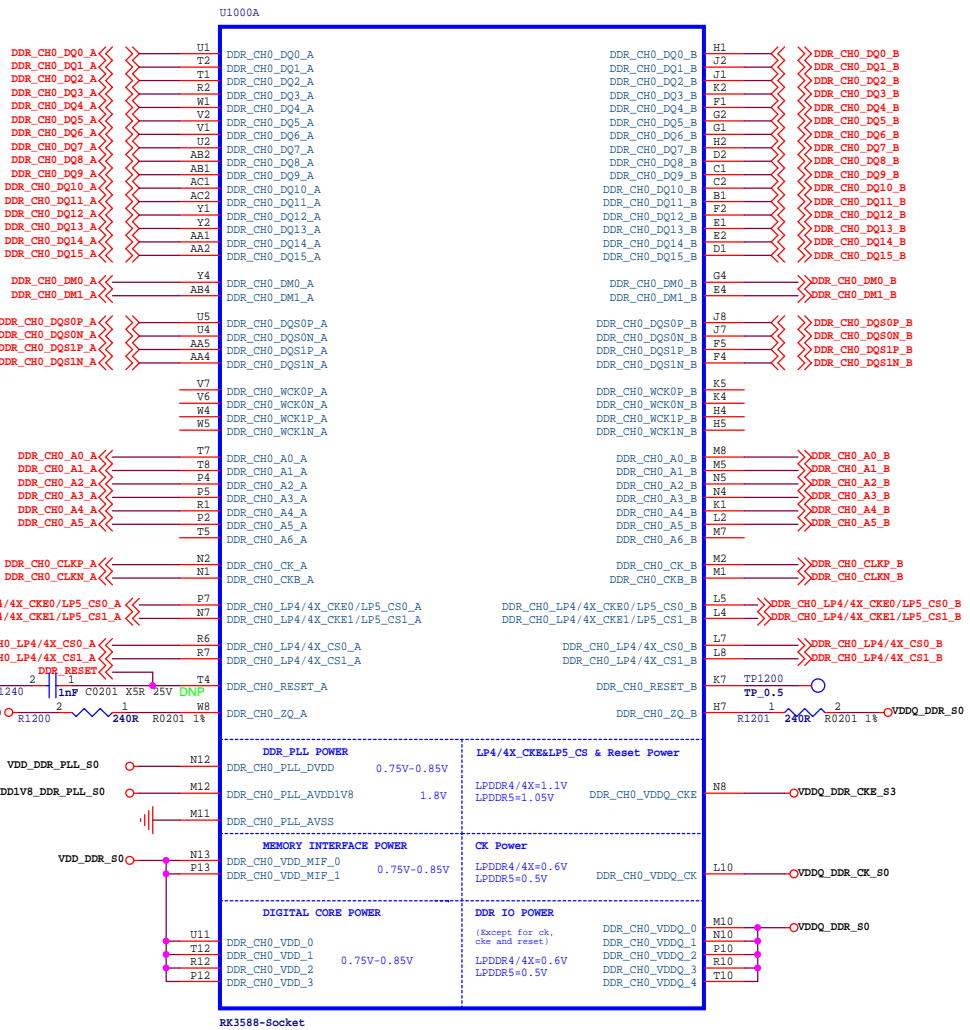 U1000A
DDR_CH0_DQ0_A U1 DDR_CH0_DQ0_A DDR_CH0_DQ0_B H1 DDR_CH0_DQ0_B
DDR_CH0_DQ1_A T2 DDR_CH0_DQ1_A DDR_CH0_DQ1_B J2 DDR_CH0_DQ1_B
DDR_CH0_DQ2_A T1 DDR_CH0_DQ2_A DDR_CH0_DQ2_B J1 DDR_CH0_DQ2_B
DDR_CH0_DQ3_A R2 DDR_CH0_DQ3_A DDR_CH0_DQ3_B K2 DDR_CH0_DQ3_B
DDR_CH0_DQ4_A W1 DDR_CH0_DQ4_A DDR_CH0_DQ4_B F1 DDR_CH0_DQ4_B
DDR_CH0_DQ5_A V2 DDR_CH0_DQ5_A DDR_CH0_DQ5_B G2 DDR_CH0_DQ5_B
DDR_CH0_DQ6_A V1 DDR_CH0_DQ6_A DDR_CH0_DQ6_B G1 DDR_CH0_DQ6_B
DDR_CH0_DQ7_A U2 DDR_CH0_DQ7_A DDR_CH0_DQ7_B H2 DDR_CH0_DQ7_B
DDR_CH0_DQ8_A AB2 DDR_CH0_DQ8_A DDR_CH0_DQ8_B D2 DDR_CH0_DQ8_B
DDR_CH0_DQ9_A AB1 DDR_CH0_DQ9_A DDR_CH0_DQ9_B C1 DDR_CH0_DQ9_B
DDR_CH0_DQ10_A AC1 DDR_CH0_DQ10_A DDR_CH0_DQ10_B C2 DDR_CH0_DQ10_B
DDR_CH0_DQ11_A AC2 DDR_CH0_DQ11_A DDR_CH0_DQ11_B B1 DDR_CH0_DQ11_B
DDR_CH0_DQ12_A Y1 DDR_CH0_DQ12_A DDR_CH0_DQ12_B F2 DDR_CH0_DQ12_B
DDR_CH0_DQ13_A Y2 DDR_CH0_DQ13_A DDR_CH0_DQ13_B E1 DDR_CH0_DQ13_B
DDR_CH0_DQ14_A AA1 DDR_CH0_DQ14_A DDR_CH0_DQ14_B E2 DDR_CH0_DQ14_B
DDR_CH0_DQ15_A AA2 DDR_CH0_DQ15_A DDR_CH0_DQ15_B D1 DDR_CH0_DQ15_B
DDR_CH0_DM0_A Y4 DDR_CH0_DM0_A DDR_CH0_DM0_B G4 DDR_CH0_DM0_B
DDR_CH0_DM1_A AB4 DDR_CH0_DM1_A DDR_CH0_DM1_B E4 DDR_CH0_DM1_B
DDR_CH0_DQS0P_A U5 DDR_CH0_DQS0P_A DDR_CH0_DQS0P_B J8 DDR_CH0_DQS0P_B
DDR_CH0_DQS0N_A U4 DDR_CH0_DQS0N_A DDR_CH0_DQS0N_B J7 DDR_CH0_DQS0N_B
DDR_CH0_DQS1P_A AA5 DDR_CH0_DQS1P_A DDR_CH0_DQS1P_B F5 DDR_CH0_DQS1P_B
DDR_CH0_DQS1N_A AA4 DDR_CH0_DQS1N_A DDR_CH0_DQS1N_B F4 DDR_CH0_DQS1N_B
V7 DDR_CH0_WCK0P_A DDR_CH0_WCK0P_B K5
V6 DDR_CH0_WCK0N_A DDR_CH0_WCK0N_B K4
W4 DDR_CH0_WCK1P_A DDR_CH0_WCK1P_B H4
W5 DDR_CH0_WCK1N_A DDR_CH0_WCK1N_B H5
DDR_CH0_A0_A T7 DDR_CH0_A0_A DDR_CH0_A0_B M8 DDR_CH0_A0_B
DDR_CH0_A1_A T8 DDR_CH0_A1_A DDR_CH0_A1_B M5 DDR_CH0_A1_B
DDR_CH0_A2_A P4 DDR_CH0_A2_A DDR_CH0_A2_B N5 DDR_CH0_A2_B
DDR_CH0_A3_A P5 DDR_CH0_A3_A DDR_CH0_A3_B N4 DDR_CH0_A3_B
DDR_CH0_A4_A R1 DDR_CH0_A4_A DDR_CH0_A4_B K1 DDR_CH0_A4_B
DDR_CH0_A5_A P2 DDR_CH0_A5_A DDR_CH0_A5_B L2 DDR_CH0_A5_B
T5 DDR_CH0_A6_A DDR_CH0_A6_B M7
DDR_CH0_CLKP_A N2 DDR_CH0_CK_A DDR_CH0_CK_B M2 DDR_CH0_CLKP_B
DDR_CH0_CLKN_A N1 DDR_CH0_CKB_A DDR_CH0_CKB_B M1 DDR_CH0_CLKN_B
4/4X_CKE0/LP5_CS0_A P7 DDR_CH0_LP4/4X_CKE0/LP5_CS0_A DDR_CH0_LP4/4X_CKE0/LP5_CS0_B L5 DDR_CH0_LP4/4X_CKE0/LP5_CS0_B
4/4X_CKE1/LP5_CS1_A N7 DDR_CH0_LP4/4X_CKE1/LP5_CS1_A DDR_CH0_LP4/4X_CKE1/LP5_CS1_B L4 DDR_CH0_LP4/4X_CKE1/LP5_CS1_B
H0_LP4/4X_CS0_A R6 DDR_CH0_LP4/4X_CS0_A DDR_CH0_LP4/4X_CS0_B L7 DDR_CH0_LP4/4X_CS0_B
H0_LP4/4X_CS1_A R7 DDR_CH0_LP4/4X_CS1_A DDR_CH0_LP4/4X_CS1_B L8 DDR_CH0_LP4/4X_CS1_B
DDR_RESET
2 1 T4 DDR_CH0_RESET_A DDR_CH0_RESET_B K7 TP1200
1240 1nF C0201 X5R 25V DNP TP_0.5
2 1 W8 DDR_CH0_ZQ_A DDR_CH0_ZQ_B H7 1 2 VDDQ_DDR_S0
R1200 240R R0201 1% R1201 240R R0201 1%
DDR_PLL POWER LP4/4X_CKE&LP5_CS & Reset Power
VDD_DDR_PLL_S0 N12 DDR_CH0_PLL_DVDD 0.75V-0.85V
LPDDR4/4X=1.1V
DD1V8_DDR_PLL_S0 M12 DDR_CH0_PLL_AVDD1V8 1.8V LPDDR5=1.05V DDR_CH0_VDDQ_CKE N8 VDDQ_DDR_CKE_S3
M11 DDR_CH0_PLL_AVSS
MEMORY INTERFACE POWER CK Power
VDD_DDR_S0 N13 DDR_CH0_VDD_MIF_0 0.75V-0.85V LPDDR4/4X=0.6V
P13 DDR_CH0_VDD_MIF_1 LPDDR5=0.5V DDR_CH0_VDDQ_CK L10 VDDQ_DDR_CK_S0
DIGITAL CORE POWER DDR IO POWER
(Except for ck, DDR_CH0_VDDQ_0 M10 VDDQ_DDR_S0
U11 DDR_CH0_VDD_0 cke and reset) DDR_CH0_VDDQ_1 N10
T12 DDR_CH0_VDD_1 0.75V-0.85V LPDDR4/4X=0.6V DDR_CH0_VDDQ_2 P10
R12 DDR_CH0_VDD_2 LPDDR5=0.5V DDR_CH0_VDDQ_3 R10
P12 DDR_CH0_VDD_3 DDR_CH0_VDDQ_4 T10
RK3588-Socket